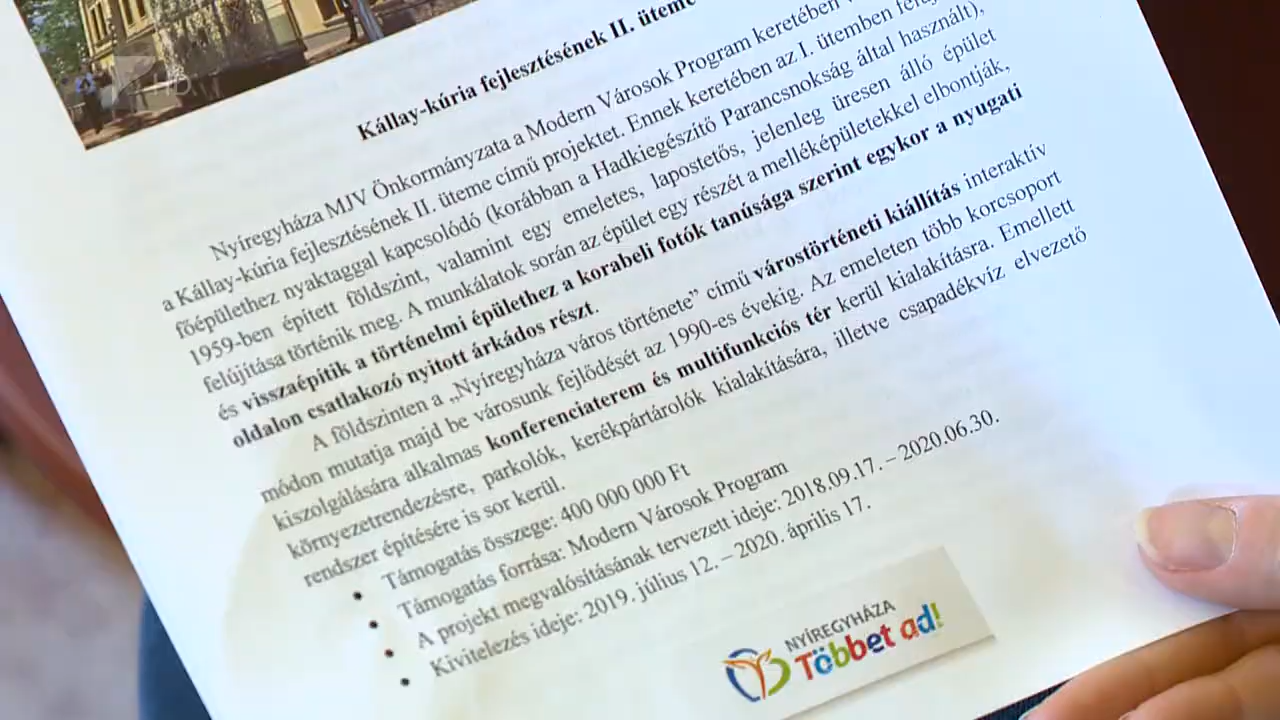 HD
Kállay-kúria fejlesztésének II. üteme
Nyíregyháza MJV Önkormányzata a Modern Városok Program keretében
a Kállay-kúria fejlesztésének II. üteme című projektet. Ennek keretében az I. ütemben
főépülethez nyaktaggal kapcsolódó (korábban a Hadkiegészítő Parancsnokság által használt),
1959-ben épített földszint, valamint egy emeletes, lapostetős, jelenleg üresen álló épület
felújítása történik meg. A munkálatok során az épület egy részét a melléképületekkel elbontják,
és visszaépítik a történelmi épülethez a korabeli fotók tanúsága szerint egykor a nyugati
oldalon csatlakozó nyitott árkádos részt.
A földszinten a „Nyíregyháza város története” című várostörténeti kiállítás interaktív
módon mutatja majd be városunk fejlődését az 1990-es évekig. Az emeleten több korcsoport
kiszolgálására alkalmas konferenciaterem és multifunkciós tér kerül kialakításra. Emellett
környezetrendezésre, parkolók, kerékpártárolók kialakítására, illetve csapadékvíz elvezető
rendszer építésére is sor kerül.
• Támogatás összege: 400 000 000 Ft
• Támogatás forrása: Modern Városok Program
• A projekt megvalósításának tervezett ideje: 2018.09.17. – 2020.06.30.
• Kivitelezés ideje: 2019. július 12. – 2020. április 17.
NYÍREGYHÁZA
Többet ad!